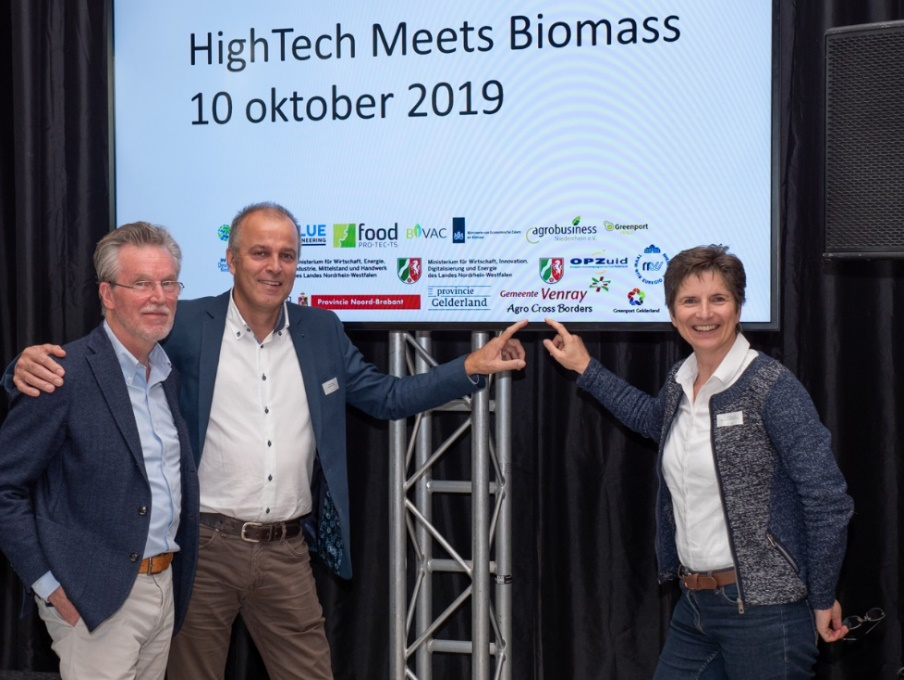 HighTech Meets Biomass
10 oktober 2019
food
PRO·TEC·TS
BIOVAC
agrobusiness
Niederrhein e.V.
Greenport
Ministerium für Wirtschaft, Energie,
Industrie, Mittelstand und Handwerk
des Landes Nordrhein-Westfalen
Ministerium für Wirtschaft, Innovation,
Digitalisierung und Energie
des Landes Nordrhein-Westfalen
OPZuid
Provincie Noord-Brabant
provincie
Gelderland
Gemeente Venray
Agro Cross Borders
Greenport Gelderland